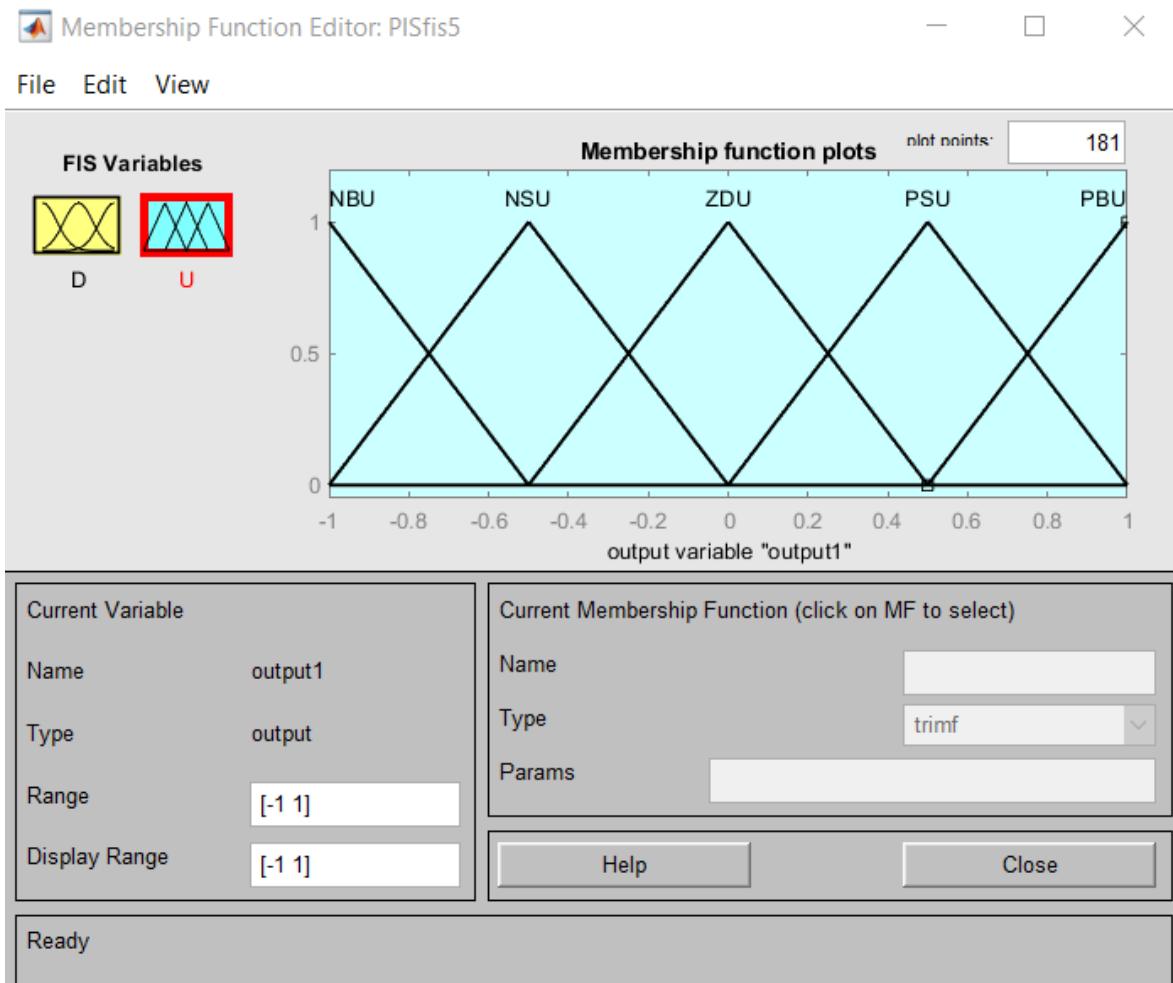 Membership Function Editor: PISfis5
File Edit View
FIS Variables
D U
Membership function plots
plot points: 181
NBU NSU ZDU PSU PBU
1
0.5
0
-1 -0.8 -0.6 -0.4 -0.2 0 0.2 0.4 0.6 0.8 1
output variable "output1"
Current Variable
Name output1
Type output
Range [-1 1]
Display Range [-1 1]
Current Membership Function (click on MF to select)
Name
Type trimf
Params
Help Close
Ready